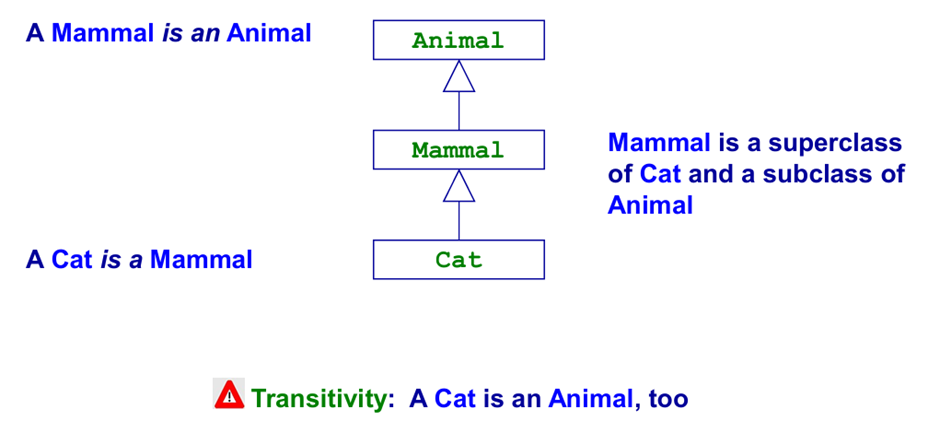 A Mammal is an Animal
Animal
Mammal
Mammal is a superclass
of Cat and a subclass of
Animal
A Cat is a Mammal
Cat
Transitivity: A Cat is an Animal, too